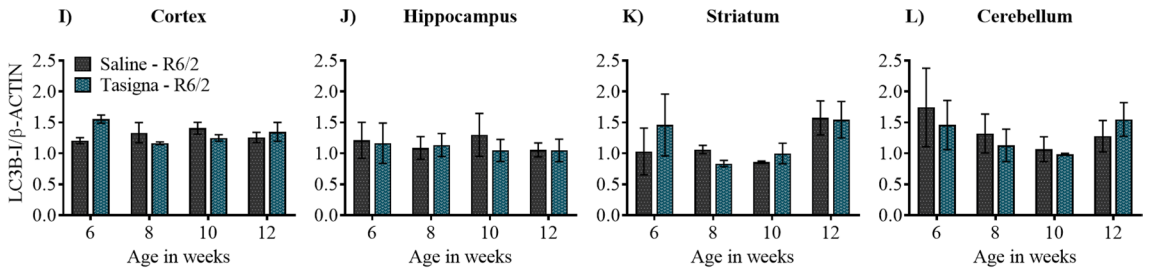 I) Cortex
J) Hippocampus
K) Striatum
L) Cerebellum
LC3B-I/β-ACTIN
2.5
2.0
1.5
1.0
0.5
0.0
Saline - R6/2
Tasigna - R6/2
6 8 10 12
Age in weeks
2.5
2.0
1.5
1.0
0.5
0.0
6 8 10 12
Age in weeks
2.5
2.0
1.5
1.0
0.5
0.0
6 8 10 12
Age in weeks
2.5
2.0
1.5
1.0
0.5
0.0
6 8 10 12
Age in weeks